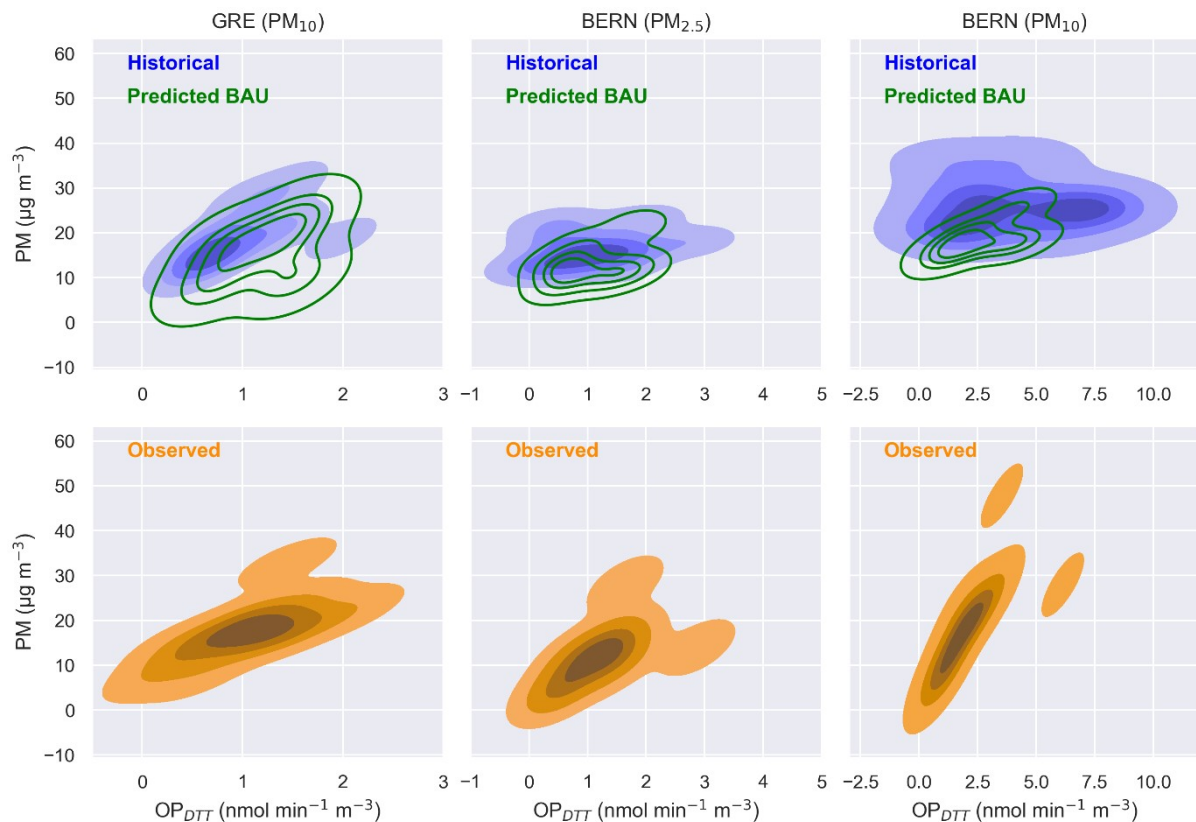 GRE (PM₁₀) BERN (PM₂.₅) BERN (PM₁₀)
60
50
40
30
20
10
0
−10
PM (µg m⁻³)
Historical
Predicted BAU
Historical
Predicted BAU
Historical
Predicted BAU
0 1 2 3
−1 0 1 2 3 4 5
−2.5 0.0 2.5 5.0 7.5 10.0
60
50
40
30
20
10
0
−10
PM (µg m⁻³)
Observed
Observed
Observed
0 1 2 3
−1 0 1 2 3 4 5
−2.5 0.0 2.5 5.0 7.5 10.0
OP_DTT (nmol min⁻¹ m⁻³) OP_DTT (nmol min⁻¹ m⁻³) OP_DTT (nmol min⁻¹ m⁻³)